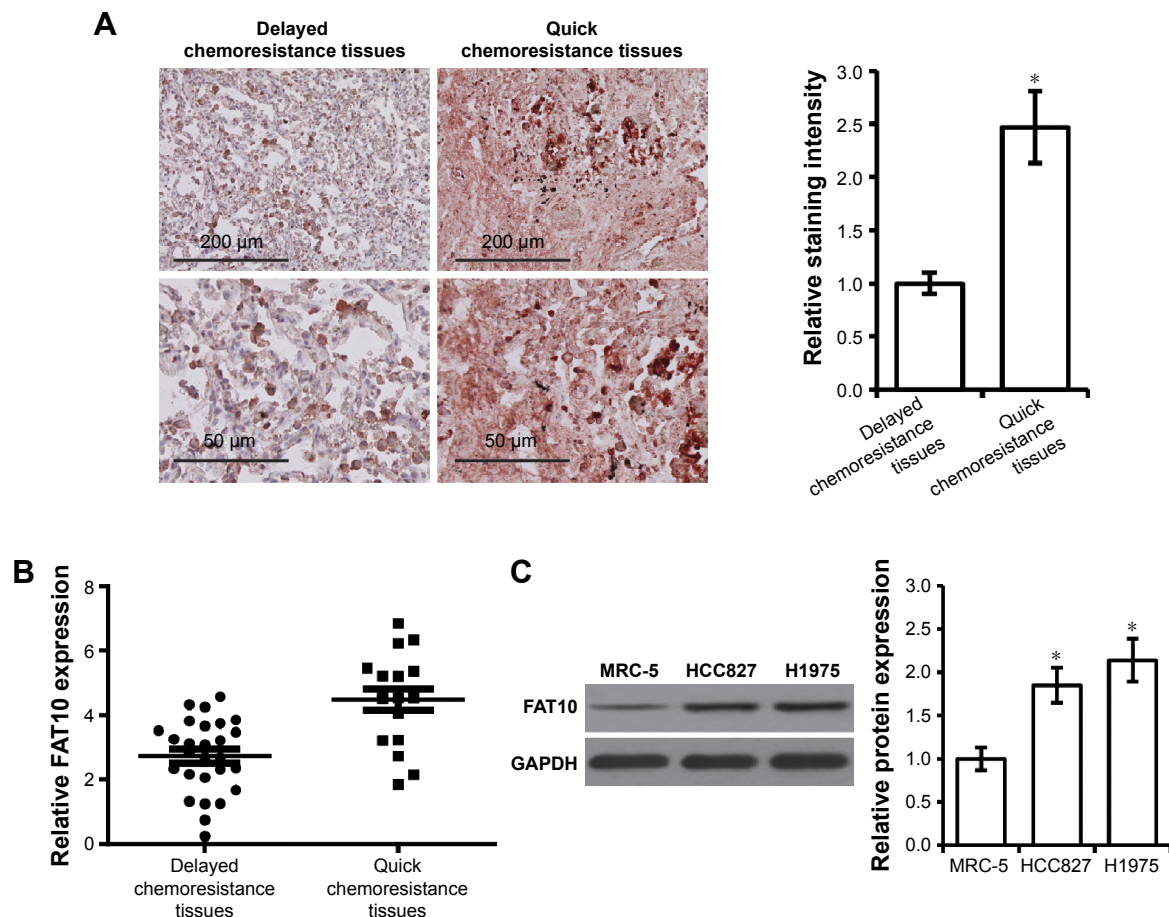 A
Delayed
chemoresistance tissues
Quick
chemoresistance tissues
200 µm
200 µm
50 µm
50 µm
Relative staining intensity
3.0
2.5
2.0
1.5
1.0
0.5
0.0
*
Delayed
chemoresistance
tissues
Quick
chemoresistance
tissues
B
Relative FAT10 expression
8
6
4
2
0
Delayed
chemoresistance
tissues
Quick
chemoresistance
tissues
C
MRC-5 HCC827 H1975
FAT10
GAPDH
Relative protein expression
3.0
2.5
2.0
1.5
1.0
0.5
0.0
*
*
MRC-5 HCC827 H1975